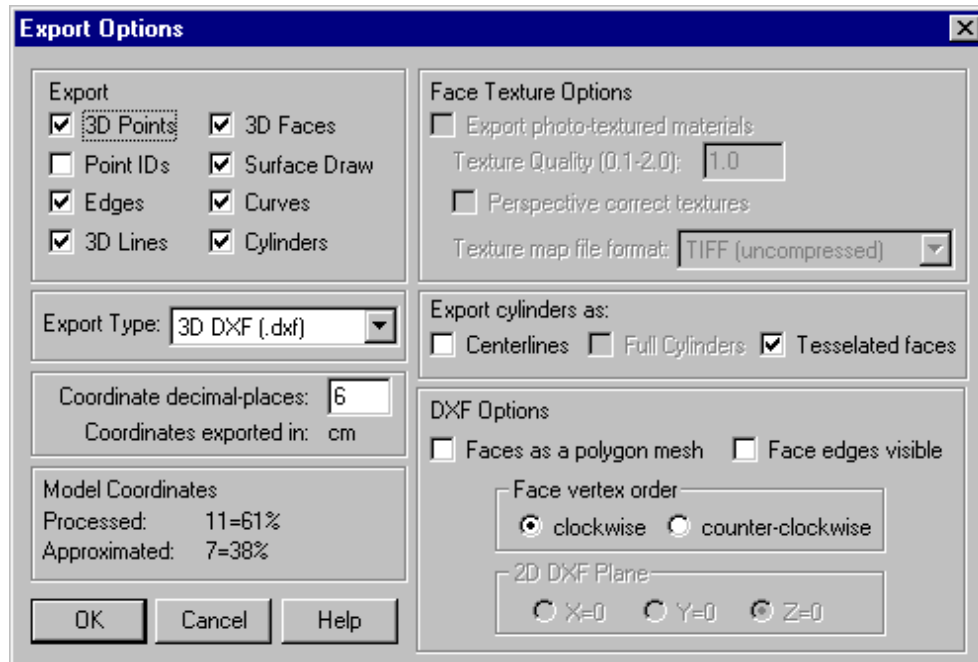 Export Options
Export
3D Points
3D Faces
Point IDs
Surface Draw
Edges
Curves
3D Lines
Cylinders
Export Type: 3D DXF (.dxf)
Coordinate decimal-places: 6
Coordinates exported in: cm
Model Coordinates
Processed: 11=61%
Approximated: 7=38%
OK
Cancel
Help
Face Texture Options
Export photo-textured materials
Texture Quality (0.1-2.0): 1.0
Perspective correct textures
Texture map file format: TIFF (uncompressed)
Export cylinders as:
Centerlines
Full Cylinders
Tesselated faces
DXF Options
Faces as a polygon mesh
Face edges visible
Face vertex order
clockwise
counter-clockwise
2D DXF Plane
X=0
Y=0
Z=0